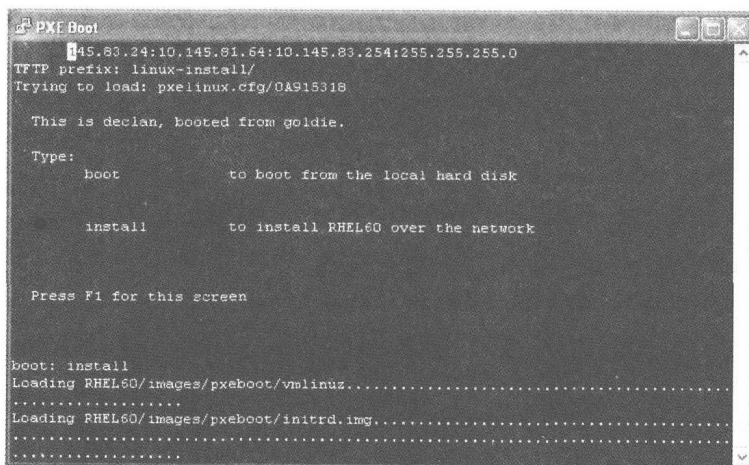 PXE Boot
145.83.24:10.145.81.64:10.145.83.254:255.255.255.0
TFTP prefix: linux-install/
Trying to load: pxelinux.cfg/0A915318
This is declan, booted from goldie.
Type:
boot to boot from the local hard disk
install to install RHEL60 over the network
Press F1 for this screen
boot: install
Loading RHEL60/images/pxeboot/vmlinuz.......................................
..................
Loading RHEL60/images/pxeboot/initrd.img....................................
........................................................................
..................